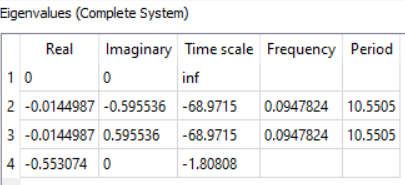 Eigenvalues (Complete System)
Real Imaginary Time scale Frequency Period
1 0 0 inf
2 -0.0144987 -0.595536 -68.9715 0.0947824 10.5505
3 -0.0144987 0.595536 -68.9715 0.0947824 10.5505
4 -0.553074 0 -1.80808